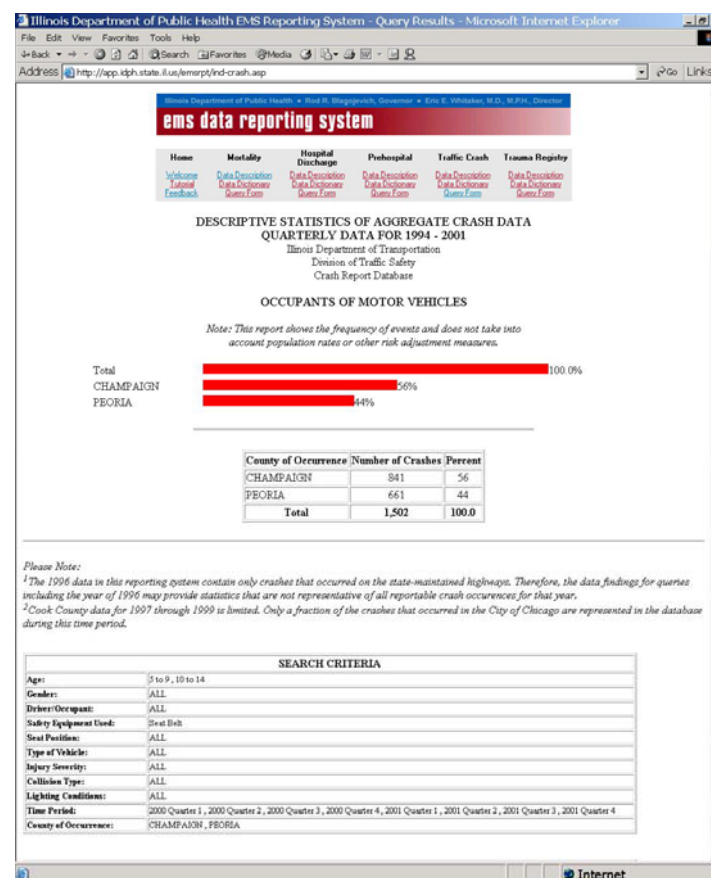 Illinois Department of Public Health EMS Reporting System - Query Results - Microsoft Internet Explorer
File Edit View Favorites Tools Help
Back Search Favorites Media
Address http://app.idph.state.il.us/emsrpt/ind-crash.asp Go Links
Illinois Department of Public Health • Rod R. Blagojevich, Governor • Eric E. Whitaker, M.D., M.P.H., Director
ems data reporting system
Home Mortality Hospital Discharge Prehospital Traffic Crash Trauma Registry
Welcome Data Description Data Description Data Description Data Description Data Description
Tutorial Data Dictionary Data Dictionary Data Dictionary Data Dictionary Data Dictionary
Feedback Query Form Query Form Query Form Query Form Query Form
DESCRIPTIVE STATISTICS OF AGGREGATE CRASH DATA
QUARTERLY DATA FOR 1994 - 2001
Illinois Department of Transportation
Division of Traffic Safety
Crash Report Database
OCCUPANTS OF MOTOR VEHICLES
Note: This report shows the frequency of events and does not take into
account population rates or other risk adjustment measures.
Total 100.0%
CHAMPAIGN 56%
PEORIA 44%
County of Occurrence Number of Crashes Percent
CHAMPAIGN 841 56
PEORIA 661 44
Total 1,502 100.0
Please Note:
1The 1996 data in this reporting system contain only crashes that occurred on the state-maintained highways. Therefore, the data findings for queries
including the year of 1996 may provide statistics that are not representative of all reportable crash occurences for that year.
2Cook County data for 1997 through 1999 is limited. Only a fraction of the crashes that occurred in the City of Chicago are represented in the database
during this time period.
SEARCH CRITERIA
Age: 5 to 9 , 10 to 14
Gender: ALL
Driver/Occupant: ALL
Safety Equipment Used: Seat Belt
Seat Position: ALL
Type of Vehicle: ALL
Injury Severity: ALL
Collision Type: ALL
Lighting Conditions: ALL
Time Period: 2000 Quarter 1 , 2000 Quarter 2 , 2000 Quarter 3 , 2000 Quarter 4 , 2001 Quarter 1 , 2001 Quarter 2 , 2001 Quarter 3 , 2001 Quarter 4
County of Occurrence: CHAMPAIGN , PEORIA
Internet